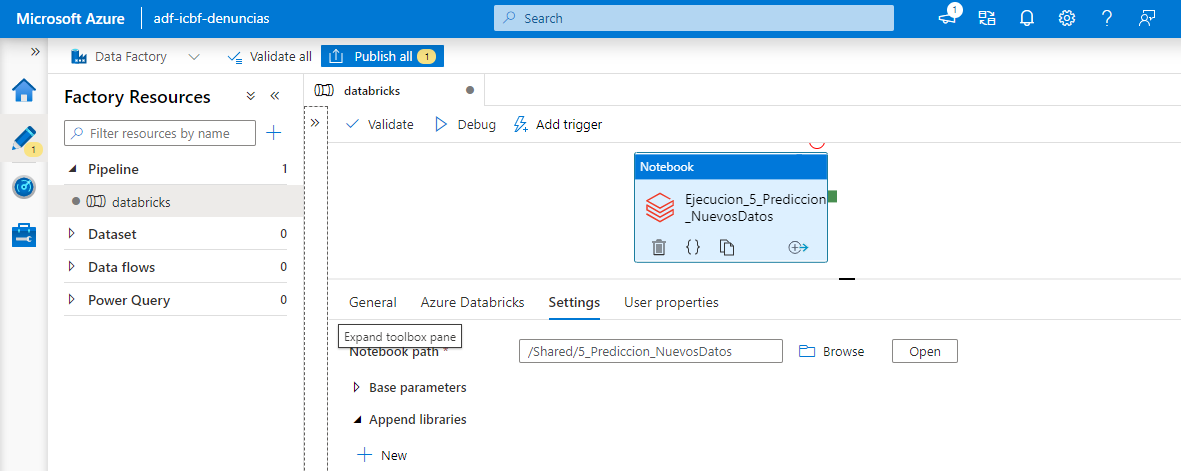 Microsoft Azure
adf-icbf-denuncias
Search
1
Data Factory
Validate all
Publish all 1
Factory Resources
Filter resources by name
1
Pipeline 1
databricks
Dataset 0
Data flows 0
Power Query 0
databricks
Validate Debug Add trigger
Notebook
Ejecucion_5_Prediccion
_NuevosDatos
General Azure Databricks Settings User properties
Expand toolbox pane
Notebook path * /Shared/5_Prediccion_NuevosDatos Browse Open
Base parameters
Append libraries
New